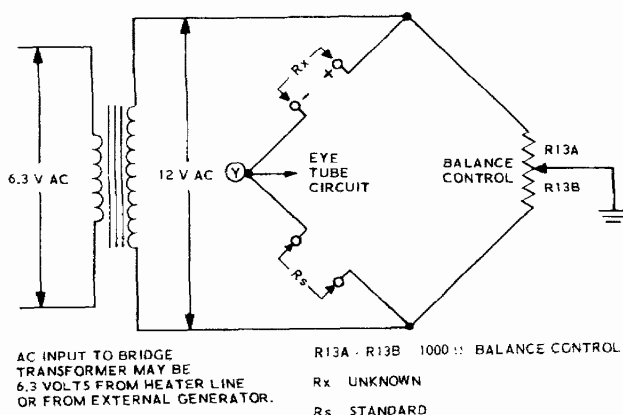 Rx
+
-
R13A
6.3 V AC
12 V AC
Y
EYE
TUBE
CIRCUIT
BALANCE
CONTROL
R13B
Rs
AC INPUT TO BRIDGE
TRANSFORMER MAY BE
6.3 VOLTS FROM HEATER LINE
OR FROM EXTERNAL GENERATOR.
R13A - R13B 1000 Ω BALANCE CONTROL
Rx UNKNOWN
Rs STANDARD